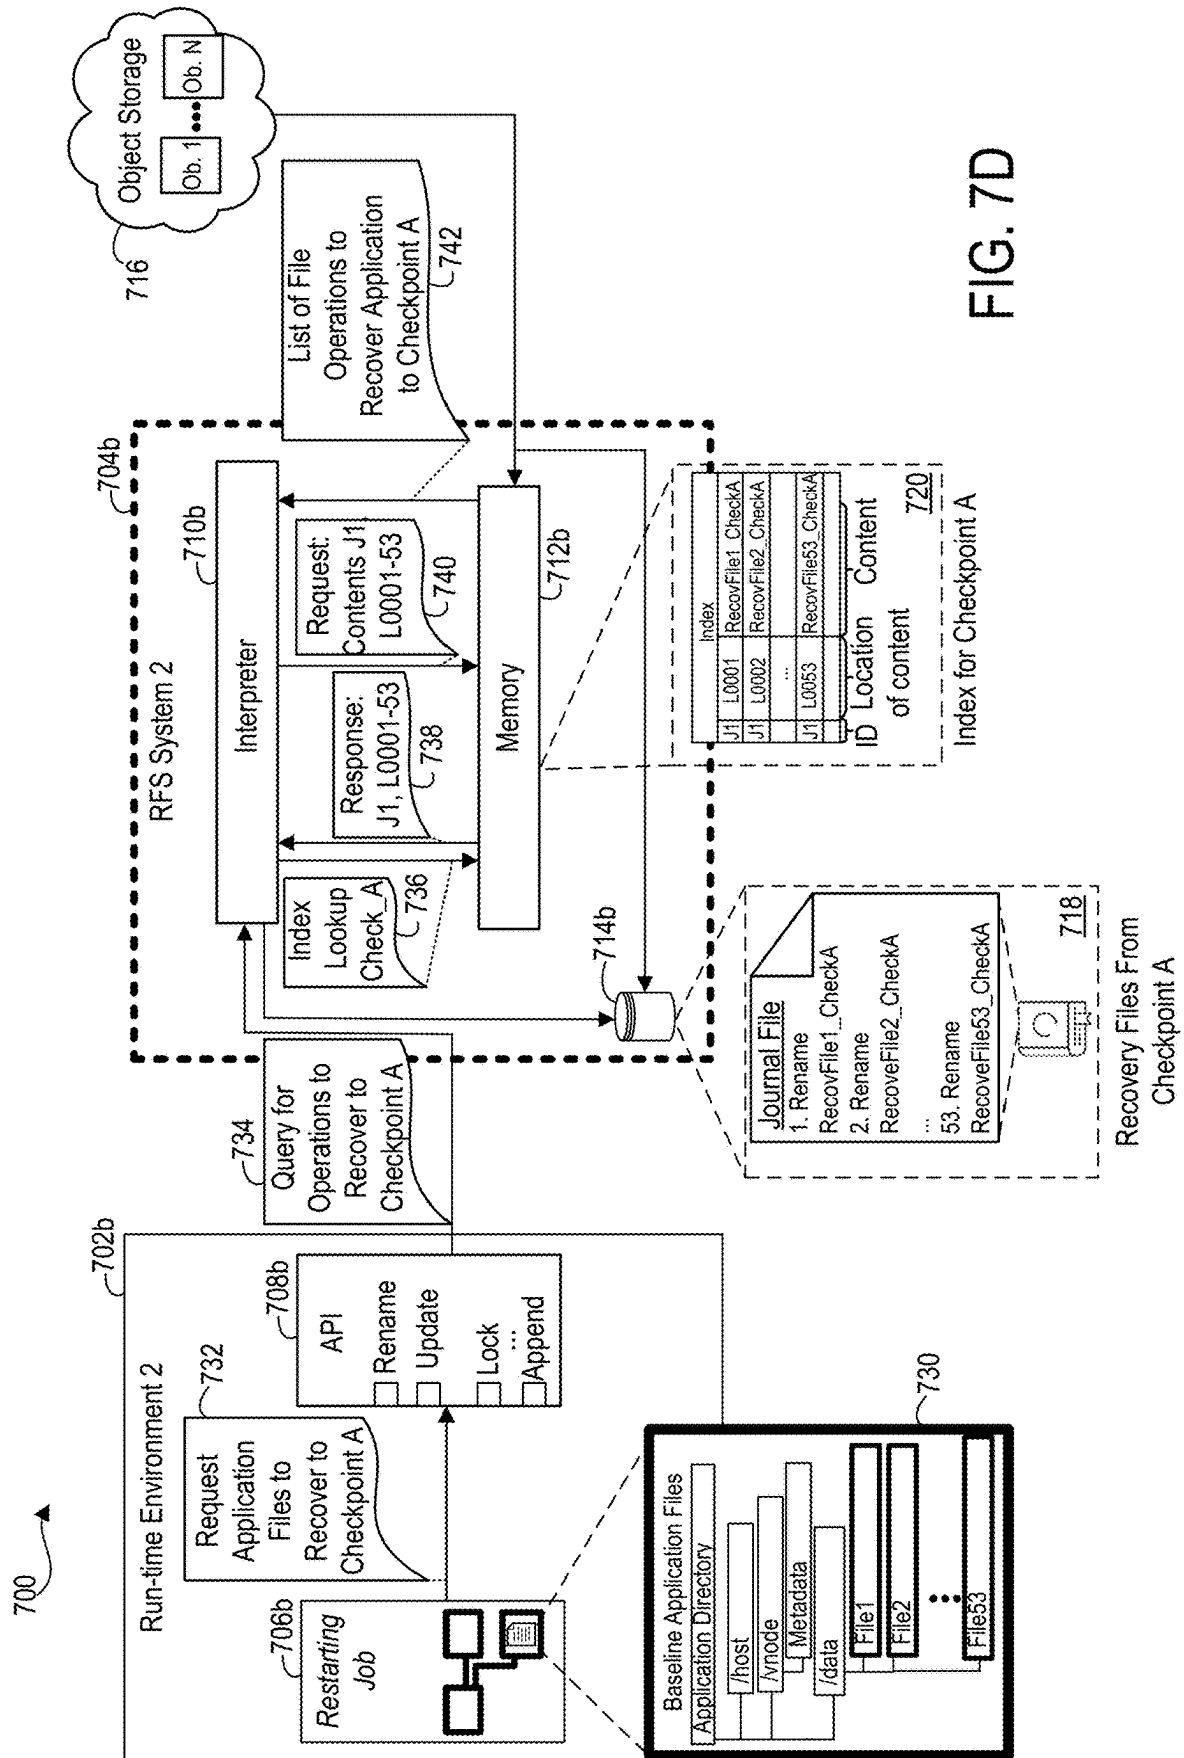 700
Run-time Environment 2
702b
706b
Restarting
Job
732
Request
Application
Files to
Recover to
Checkpoint A
708b
API
Rename
Update
Lock
...
Append
734
Query for
Operations to
Recover to
Checkpoint A
730
Baseline Application Files
Application Directory
/host
/vnode
Metadata
/data
File1
File2
File53
704b
RFS System 2
710b
Interpreter
Index
Lookup
Check_A
736
Response:
J1, L0001-53
738
Request:
Contents J1,
L0001-53
740
Memory
712b
714b
List of File
Operations to
Recover Application
to Checkpoint A
742
716
Object Storage
Ob. 1
Ob. N
Journal File
1. Rename
RecovFile1_CheckA
2. Rename
RecoveFile2_CheckA
...
53. Rename
RecoveFile53_CheckA
718
Recovery Files From
Checkpoint A
Index
J1 L0001 RecovFile1_CheckA
J1 L0002 RecovFile2_CheckA
...
J1 L0053 RecovFile53_CheckA
ID Location Content
of content
720
Index for Checkpoint A
FIG. 7D